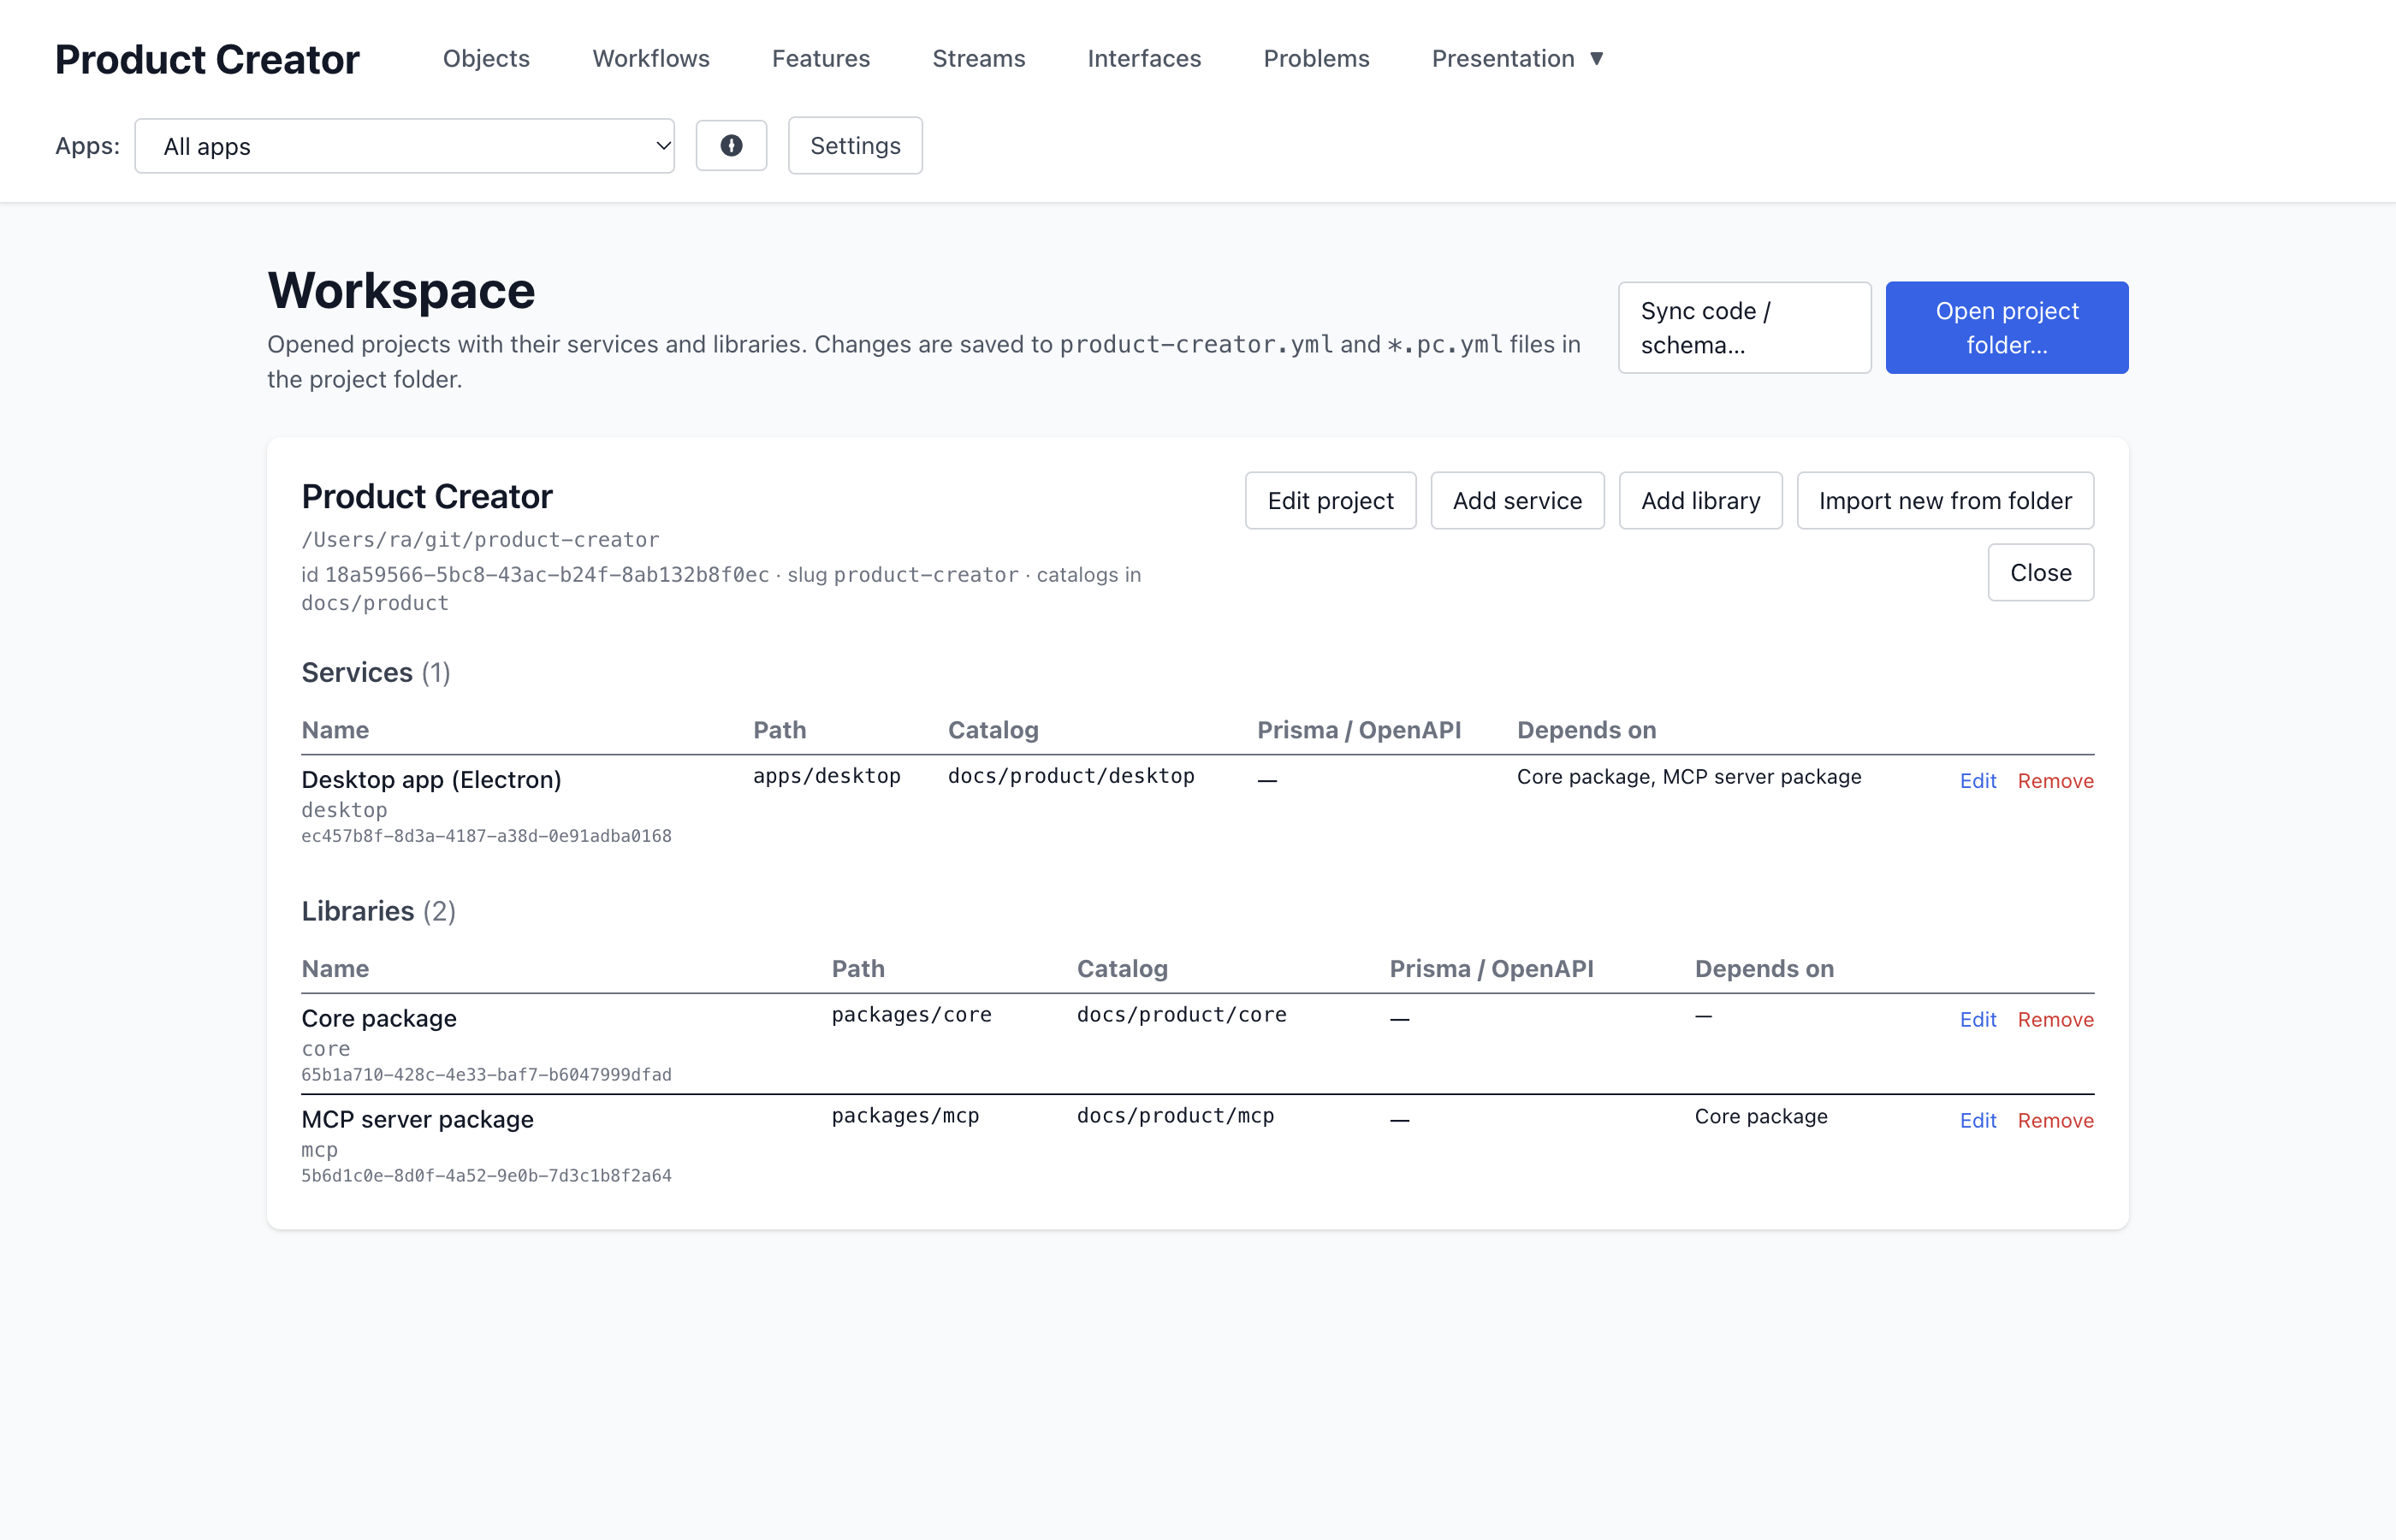 Product Creator Objects Workflows Features Streams Interfaces Problems Presentation ▼
Apps: All apps Settings
Workspace
Opened projects with their services and libraries. Changes are saved to product-creator.yml and *.pc.yml files in
the project folder.
Sync code /
schema...
Open project
folder...
Product Creator
Edit project Add service Add library Import new from folder
Close
/Users/ra/git/product-creator
id 18a59566-5bc8-43ac-b24f-8ab132b8f0ec · slug product-creator · catalogs in
docs/product
Services (1)
Name Path Catalog Prisma / OpenAPI Depends on
Desktop app (Electron) apps/desktop docs/product/desktop — Core package, MCP server package Edit Remove
desktop
ec457b8f-8d3a-4187-a38d-0e91adba0168
Libraries (2)
Name Path Catalog Prisma / OpenAPI Depends on
Core package packages/core docs/product/core — — Edit Remove
core
65b1a710-428c-4e33-baf7-b6047999dfad
MCP server package packages/mcp docs/product/mcp — Core package Edit Remove
mcp
5b6d1c0e-8d0f-4a52-9e0b-7d3c1b8f2a64